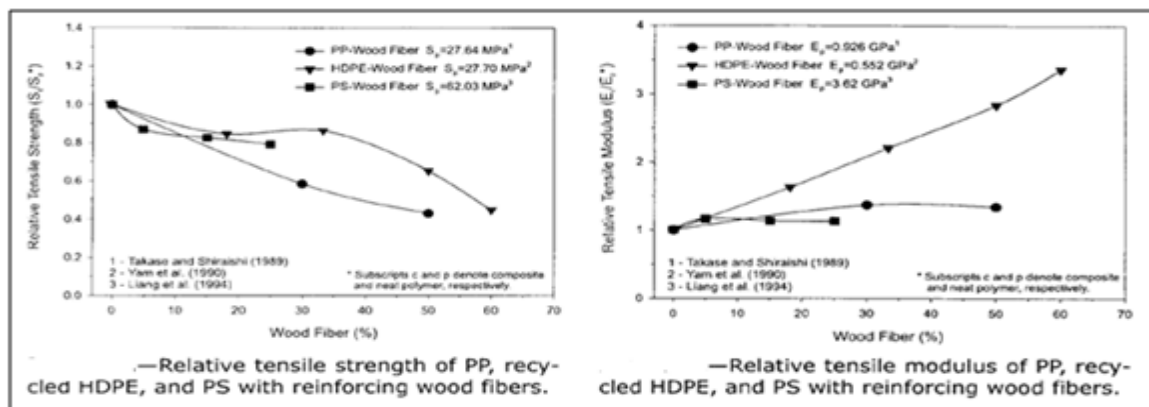 1.4
1.2
1.0
0.8
0.6
0.4
0.2
0.0
Relative Tensile Strength (Sc/Sp*)
PP-Wood Fiber Sp=27.64 MPa1
HDPE-Wood Fiber Sp=27.70 MPa2
PS-Wood Fiber Sp=62.03 MPa3
1 - Takase and Shiraishi (1989)
2 - Yam et al. (1990)
3 - Liang et al. (1994)
* Subscripts c and p denote composite
and neat polymer, respectively.
0 10 20 30 40 50 60 70
Wood Fiber (%)
.—Relative tensile strength of PP, recy-
cled HDPE, and PS with reinforcing wood fibers.
4
3
2
1
0
Relative Tensile Modulus (Ec/Ep*)
PP-Wood Fiber Ep=0.926 GPa1
HDPE-Wood Fiber Ep=0.552 GPa2
PS-Wood Fiber Ep=3.62 GPa3
1 - Takase and Shiraishi (1989)
2 - Yam et al. (1990)
3 - Liang et al. (1994)
* Subscripts c and p denote composite
and neat polymer, respectively.
0 10 20 30 40 50 60 70
Wood Fiber (%)
—Relative tensile modulus of PP, recy-
cled HDPE, and PS with reinforcing wood fibers.